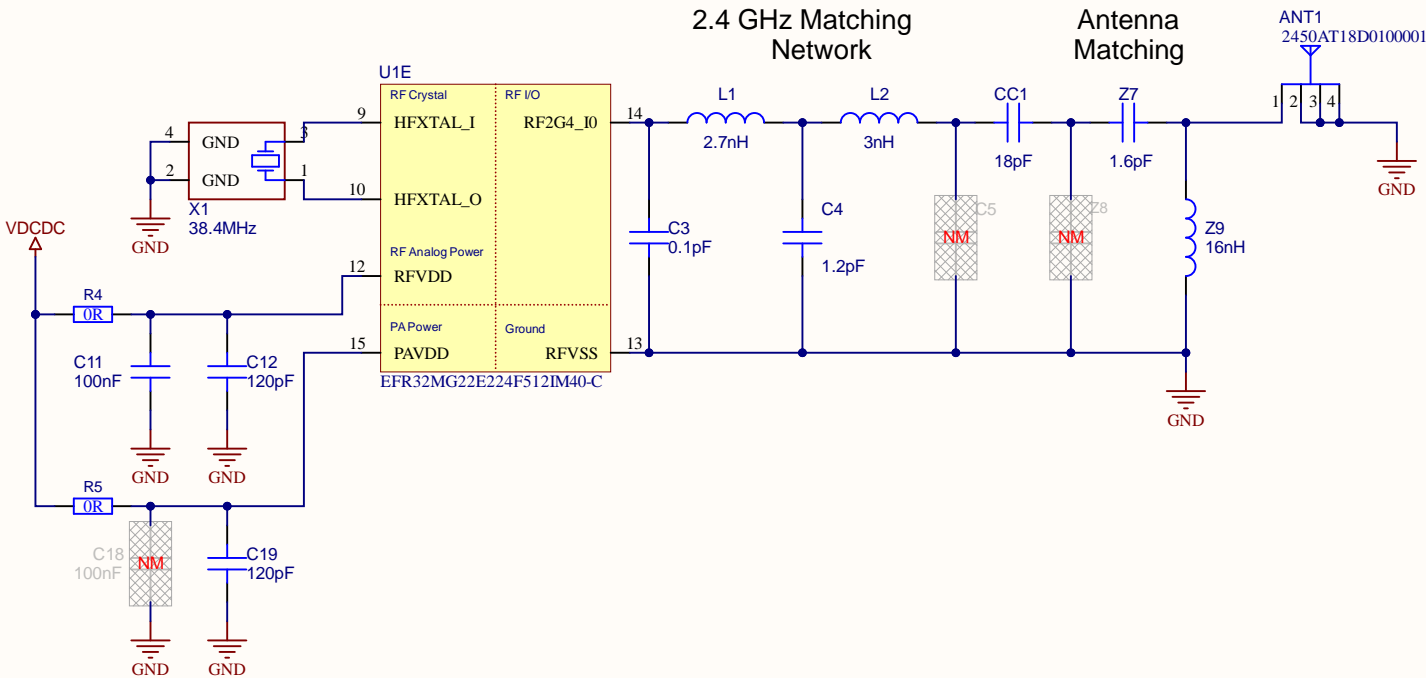 2.4 GHz Matching
Network
Antenna
Matching
ANT1
2450AT18D0100001
U1E
RF Crystal
RF I/O
9
HFXTAL_I
RF2G4_I0
14
L1
2.7nH
L2
3nH
CC1
18pF
Z7
1.6pF
1
2
3
4
GND
4
GND
3
2
GND
1
X1
38.4MHz
GND
10
HFXTAL_O
C3
0.1pF
C4
1.2pF
C5
NM
Z8
NM
Z9
16nH
VDCDC
RF Analog Power
12
RFVDD
R4
0R
PA Power
Ground
15
PAVDD
RFVSS
13
EFR32MG22E224F512IM40-C
GND
C11
100nF
C12
120pF
GND
GND
R5
0R
C18
100nF
NM
C19
120pF
GND
GND